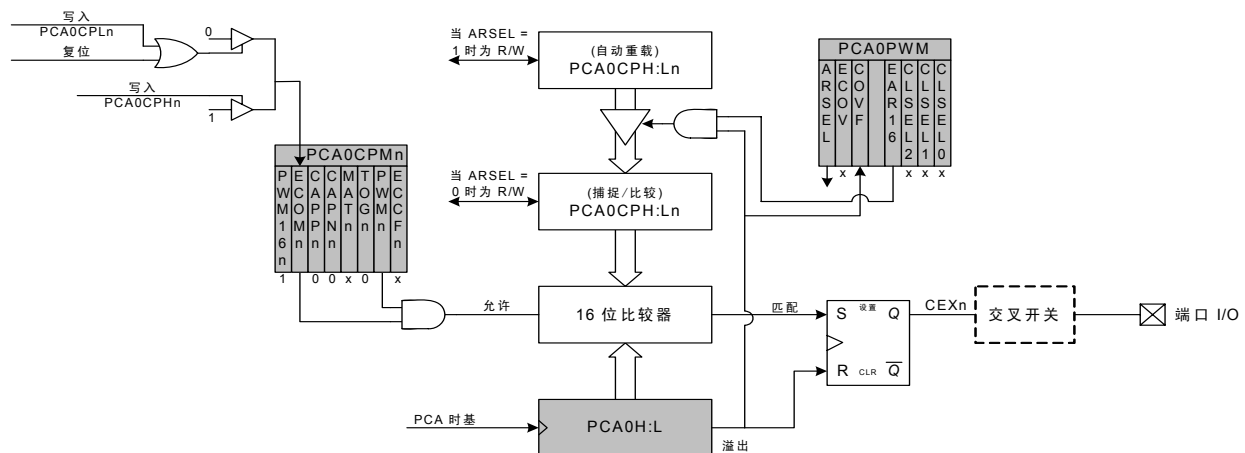 写入
PCA0CPLn
复位
0
写入
PCA0CPHn
1
当 ARSEL =
1 时为 R/W
(自动重载)
PCA0CPH:Ln
PCA0PWM
ARSEL
ECOV
COVF
EAR16
CLSEL2
CLSEL1
CLSEL0
x
x
x
x
PCA0CPMn
PWM16n
ECOMn
CAPPn
CAPNn
MATn
TOGn
PWMn
ECCFn
1
0
0
x
0
x
当 ARSEL =
0 时为 R/W
(捕捉/比较)
PCA0CPH:Ln
允许
16 位比较器
匹配
S
设置
Q
R
CLR
Q
CEXn
交叉开关
端口 I/O
PCA 时基
PCA0H:L
溢出